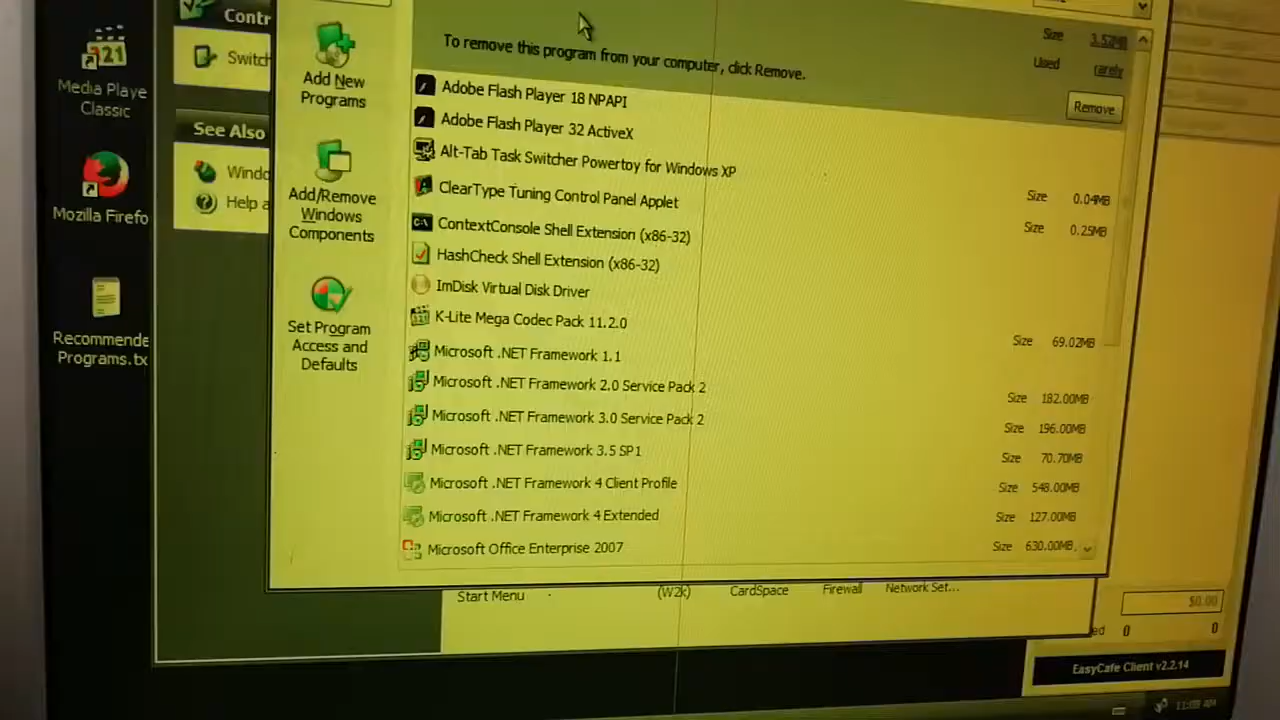 Media Playe
Classic
Mozilla Firefo
Recommende
Programs.tx
Contr
Switch
See Also
Windo
Help a
Add New
Programs
Add/Remove
Windows
Components
Set Program
Access and
Defaults
To remove this program from your computer, click Remove.
Size 3.52MB
Used rarely
Remove
Adobe Flash Player 18 NPAPI
Adobe Flash Player 32 ActiveX
Alt-Tab Task Switcher Powertoy for Windows XP
ClearType Tuning Control Panel Applet Size 0.04MB
ContextConsole Shell Extension (x86-32) Size 0.25MB
HashCheck Shell Extension (x86-32)
ImDisk Virtual Disk Driver
K-Lite Mega Codec Pack 11.2.0 Size 69.02MB
Microsoft .NET Framework 1.1
Microsoft .NET Framework 2.0 Service Pack 2 Size 182.00MB
Microsoft .NET Framework 3.0 Service Pack 2 Size 196.00MB
Microsoft .NET Framework 3.5 SP1 Size 70.70MB
Microsoft .NET Framework 4 Client Profile Size 548.00MB
Microsoft .NET Framework 4 Extended Size 127.00MB
Microsoft Office Enterprise 2007 Size 630.00MB
Start Menu (W2k) CardSpace Firewall Network Set...
$0.00
ed 0 0
EasyCafe Client v2.2.14